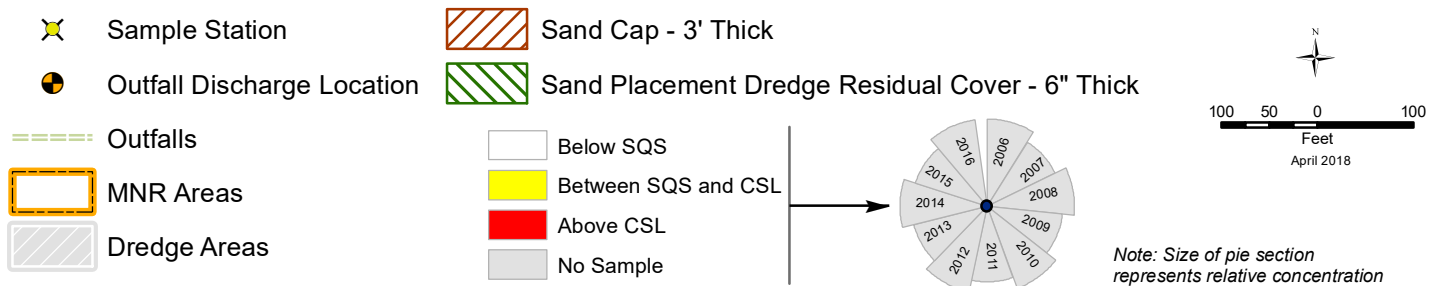 Sample Station
Outfall Discharge Location
Outfalls
MNR Areas
Dredge Areas
Sand Cap - 3' Thick
Sand Placement Dredge Residual Cover - 6" Thick
Below SQS
Between SQS and CSL
Above CSL
No Sample
2006
2007
2008
2009
2010
2011
2012
2013
2014
2015
2016
N
100 50 0 100
Feet
April 2018
Note: Size of pie section
represents relative concentration